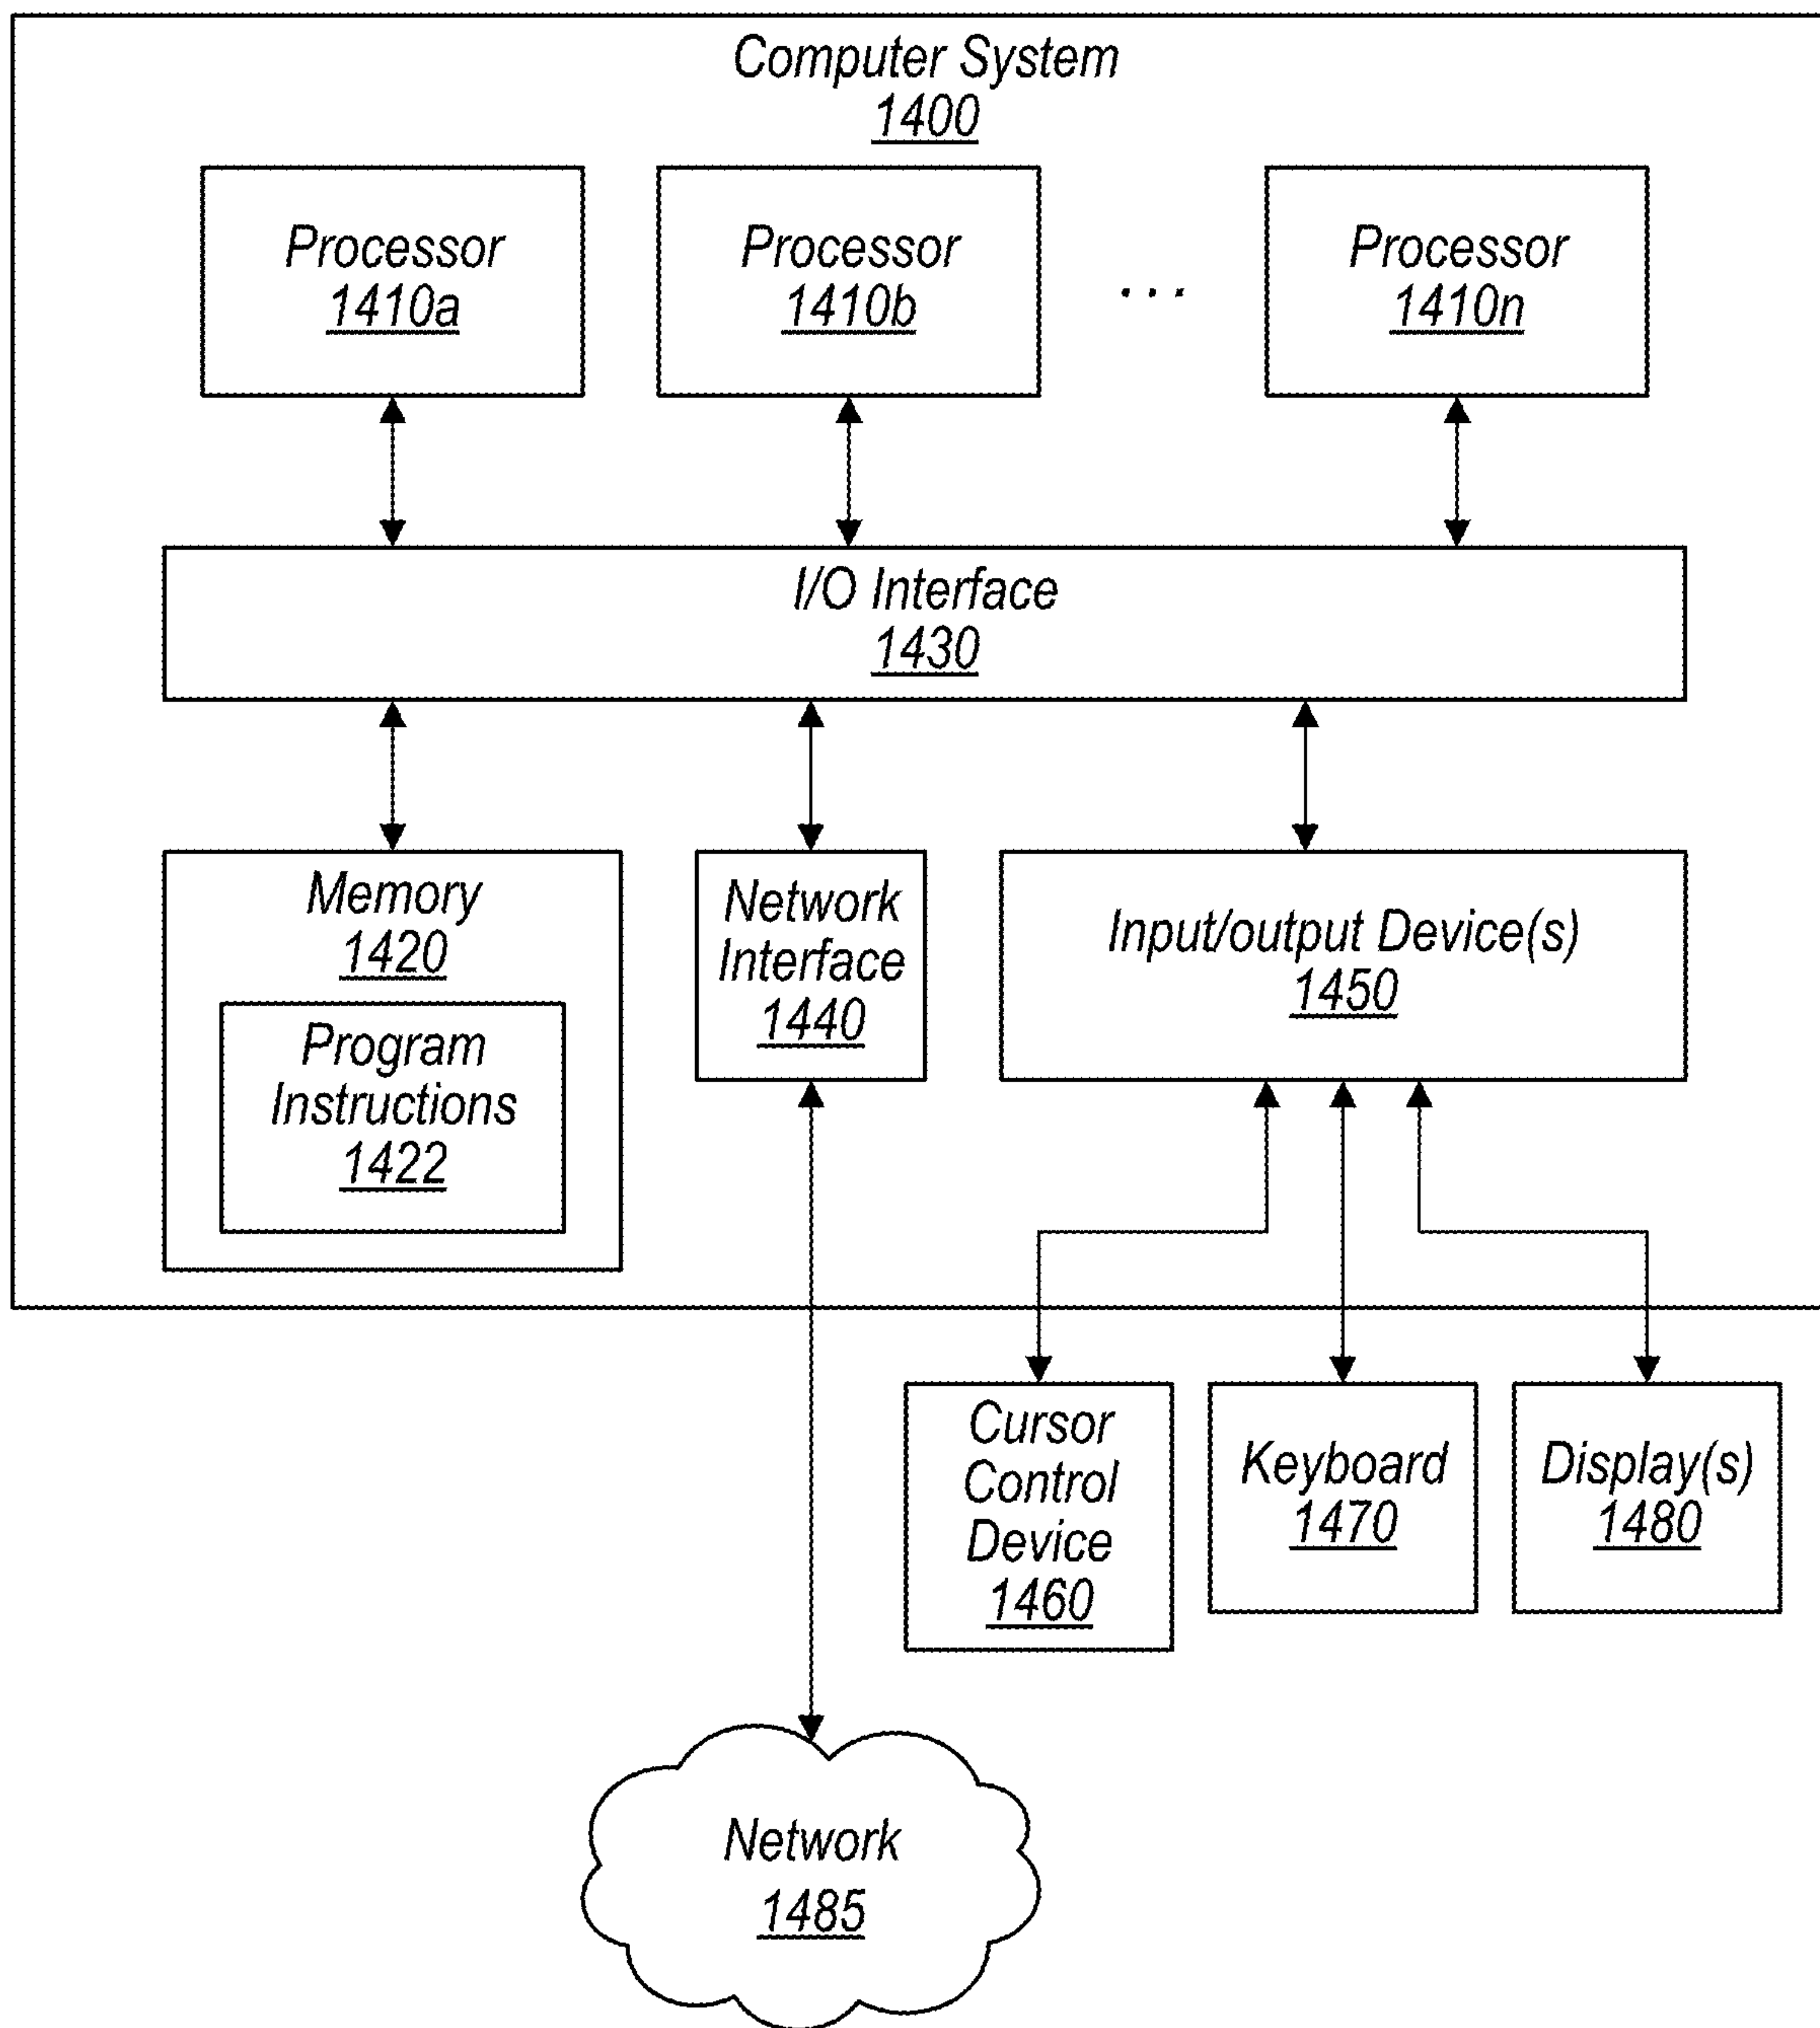 Computer System
1400
Processor
1410a
Processor
1410b
. . .
Processor
1410n
I/O Interface
1430
Memory
1420
Program
Instructions
1422
Network
Interface
1440
Input/output Device(s)
1450
Cursor
Control
Device
1460
Keyboard
1470
Display(s)
1480
Network
1485